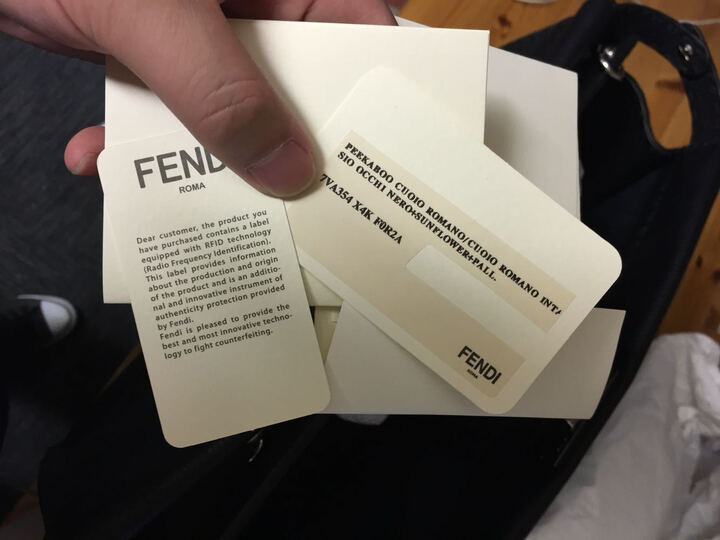 FEND
ROMA
Dear customer, the product you
have purchased contains a label
equipped with RFID technology
(Radio Frequency Identification).
This label provides information
about the production and origin
of the product and is an additio-
nal and innovative instrument of
authenticity protection provided
by Fendi.
Fendi is pleased to provide the
best and most innovative techno-
logy to fight counterfeiting.
PEEKABOO CUOIO ROMANO/CUOIO ROMANO INTA
SIO OCCHI NERO+SUNFLOWER+PALL.
7VA354 X4K F0R2A
FENDI
ROMA